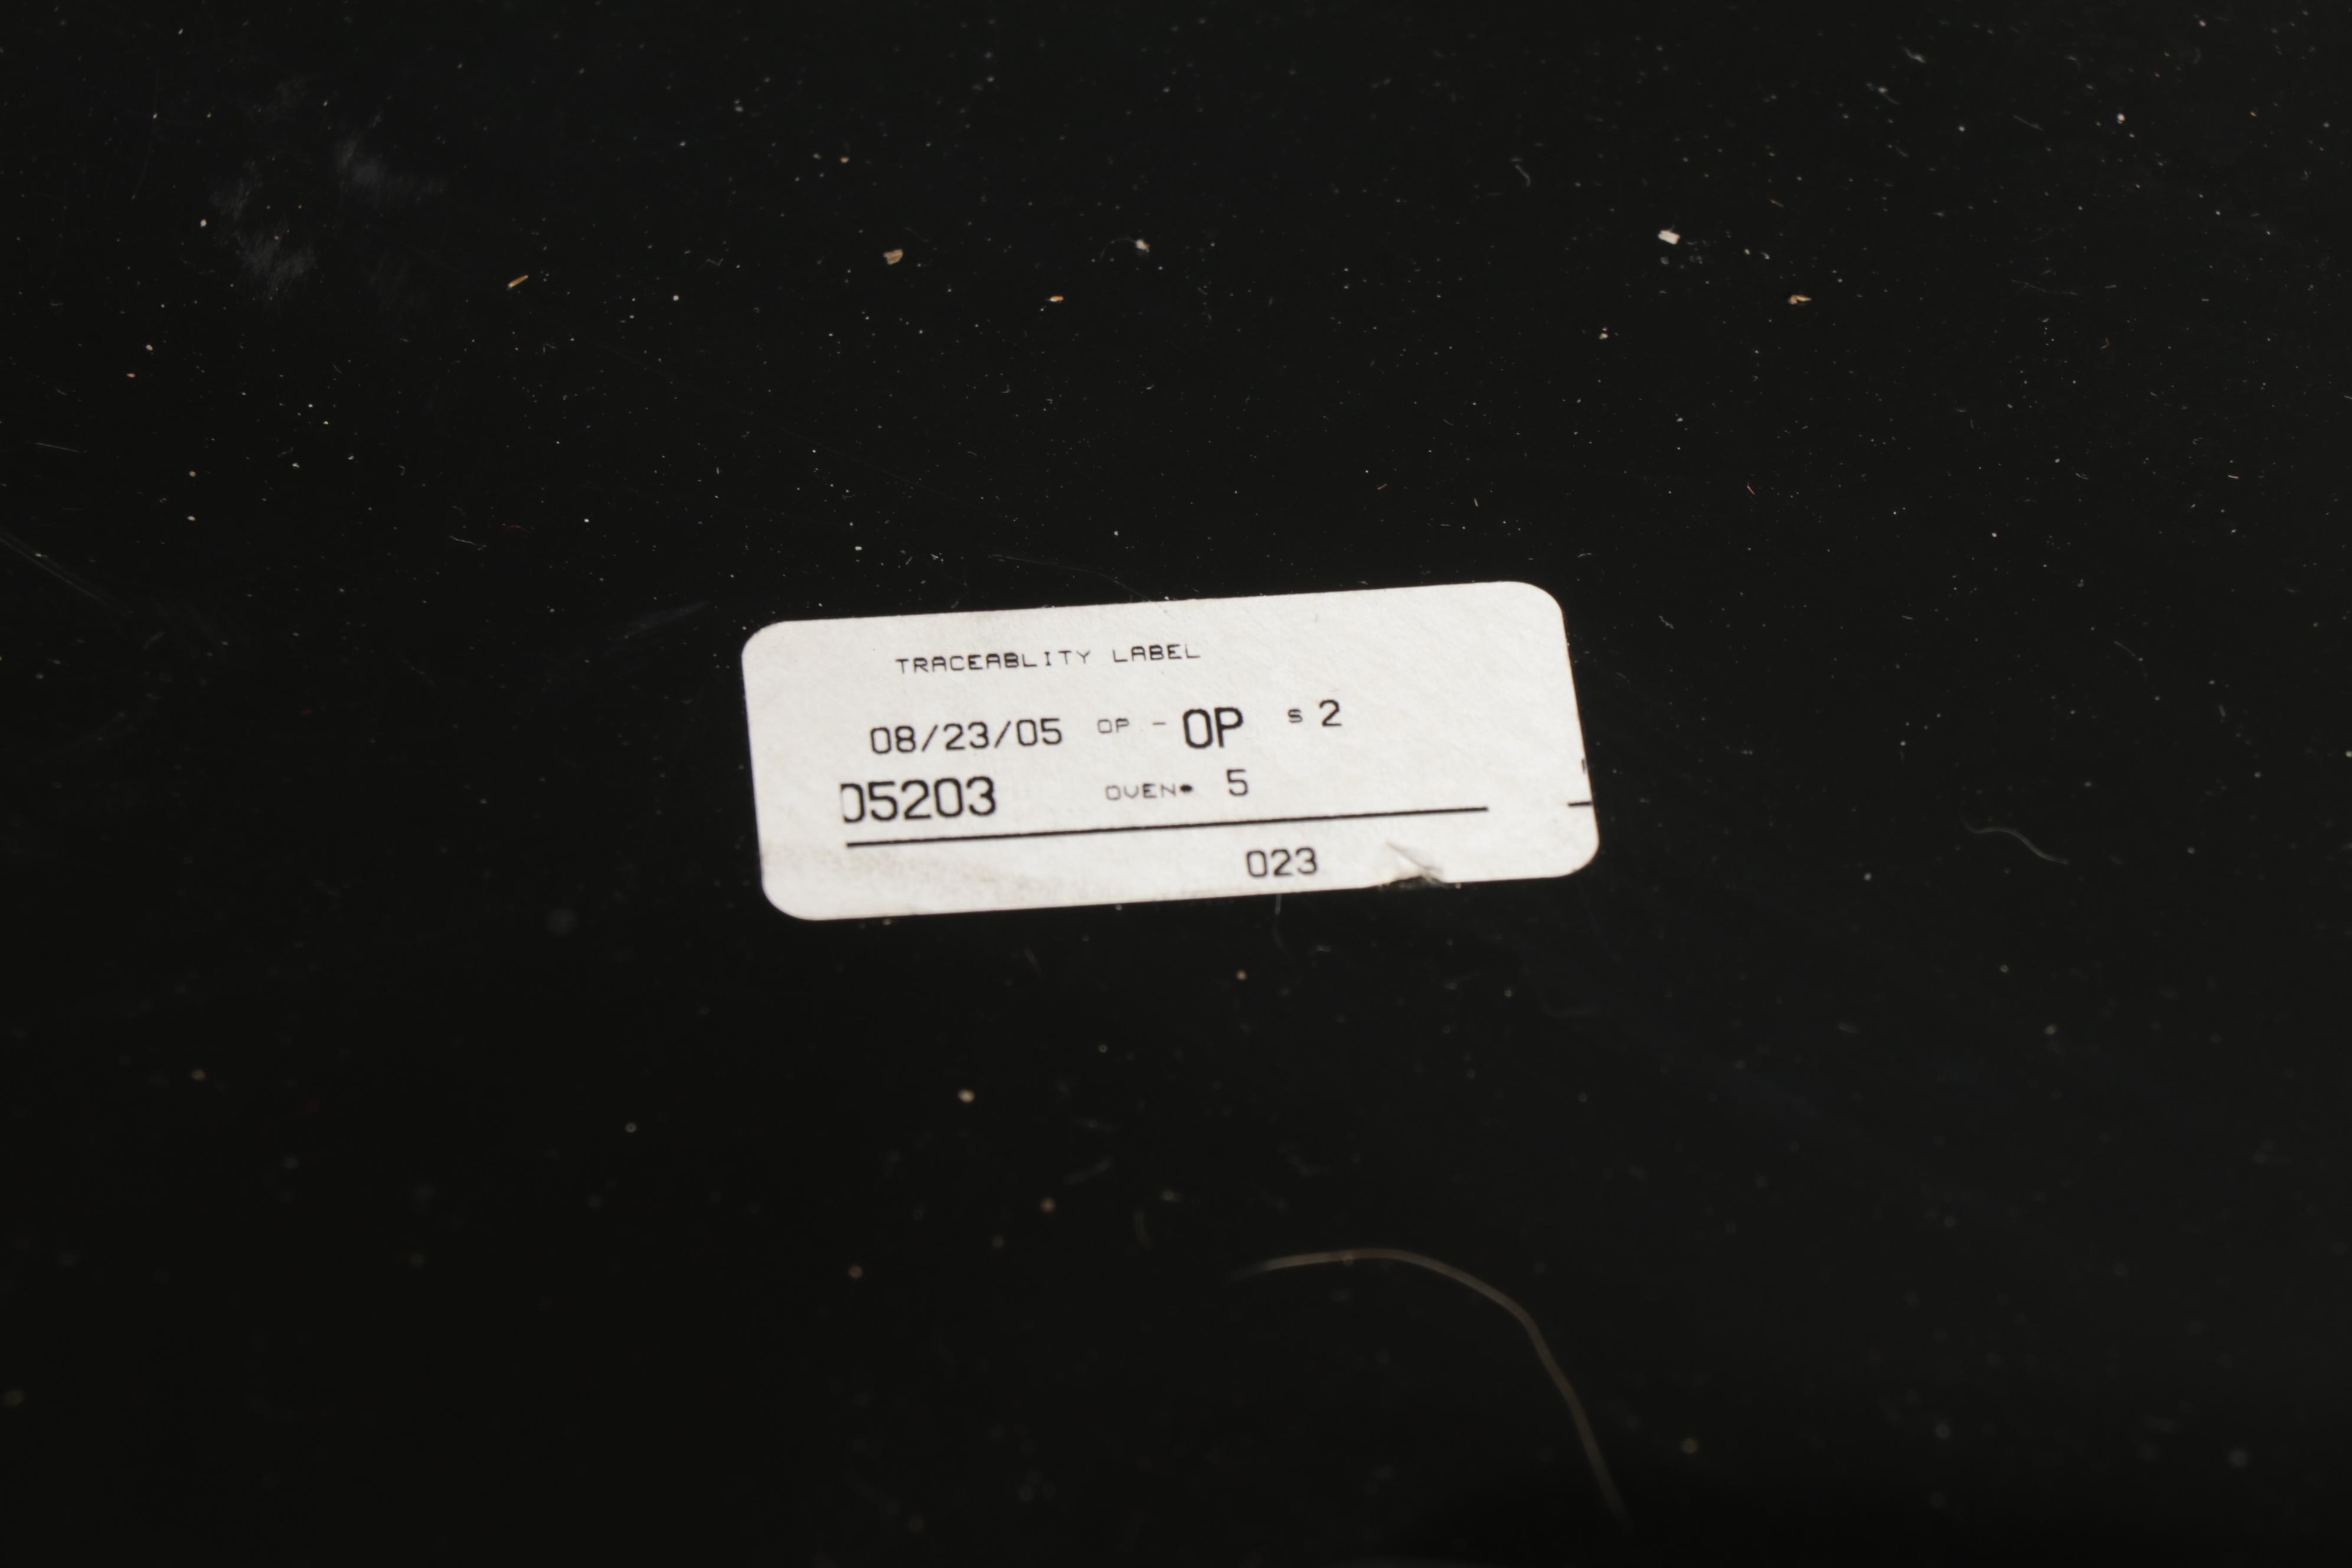 TRACEABLITY LABEL
08/23/05 OP - OP S 2
05203 OVEN# 5
023